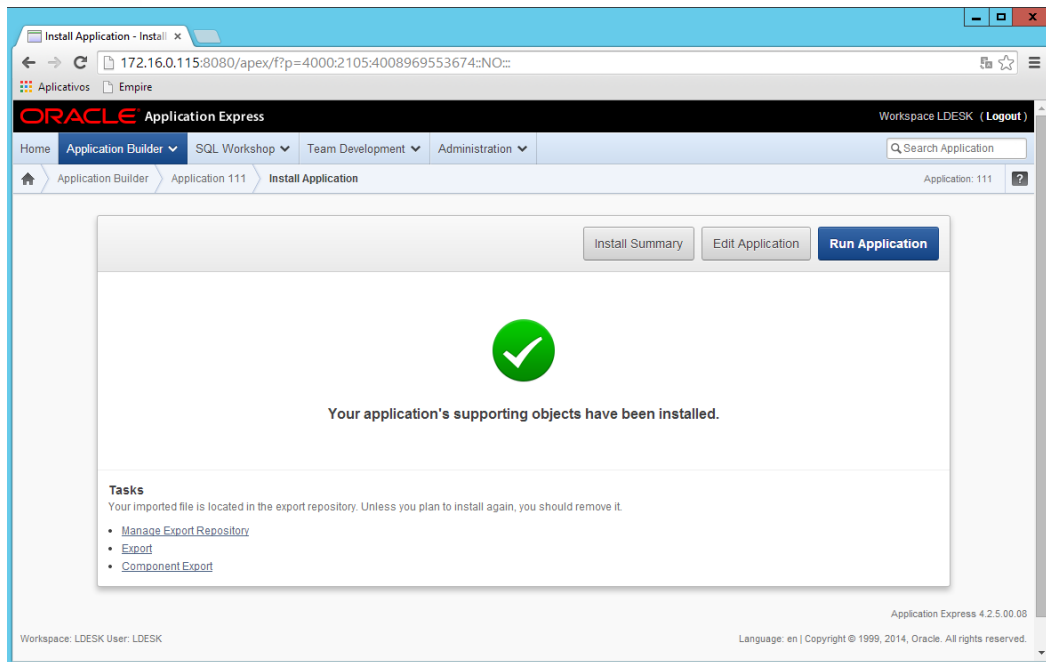 Install Application - Install
172.16.0.115:8080/apex/f?p=4000:2105:4008969553674::NO:::
Aplicativos Empire
ORACLE Application Express Workspace LDESK ( Logout )
Home Application Builder SQL Workshop Team Development Administration Search Application
Application Builder Application 111 Install Application Application: 111 ?
Install Summary Edit Application Run Application
Your application's supporting objects have been installed.
Tasks
Your imported file is located in the export repository. Unless you plan to install again, you should remove it.
• Manage Export Repository
• Export
• Component Export
Application Express 4.2.5.00.08
Workspace: LDESK User: LDESK Language: en | Copyright © 1999, 2014, Oracle. All rights reserved.